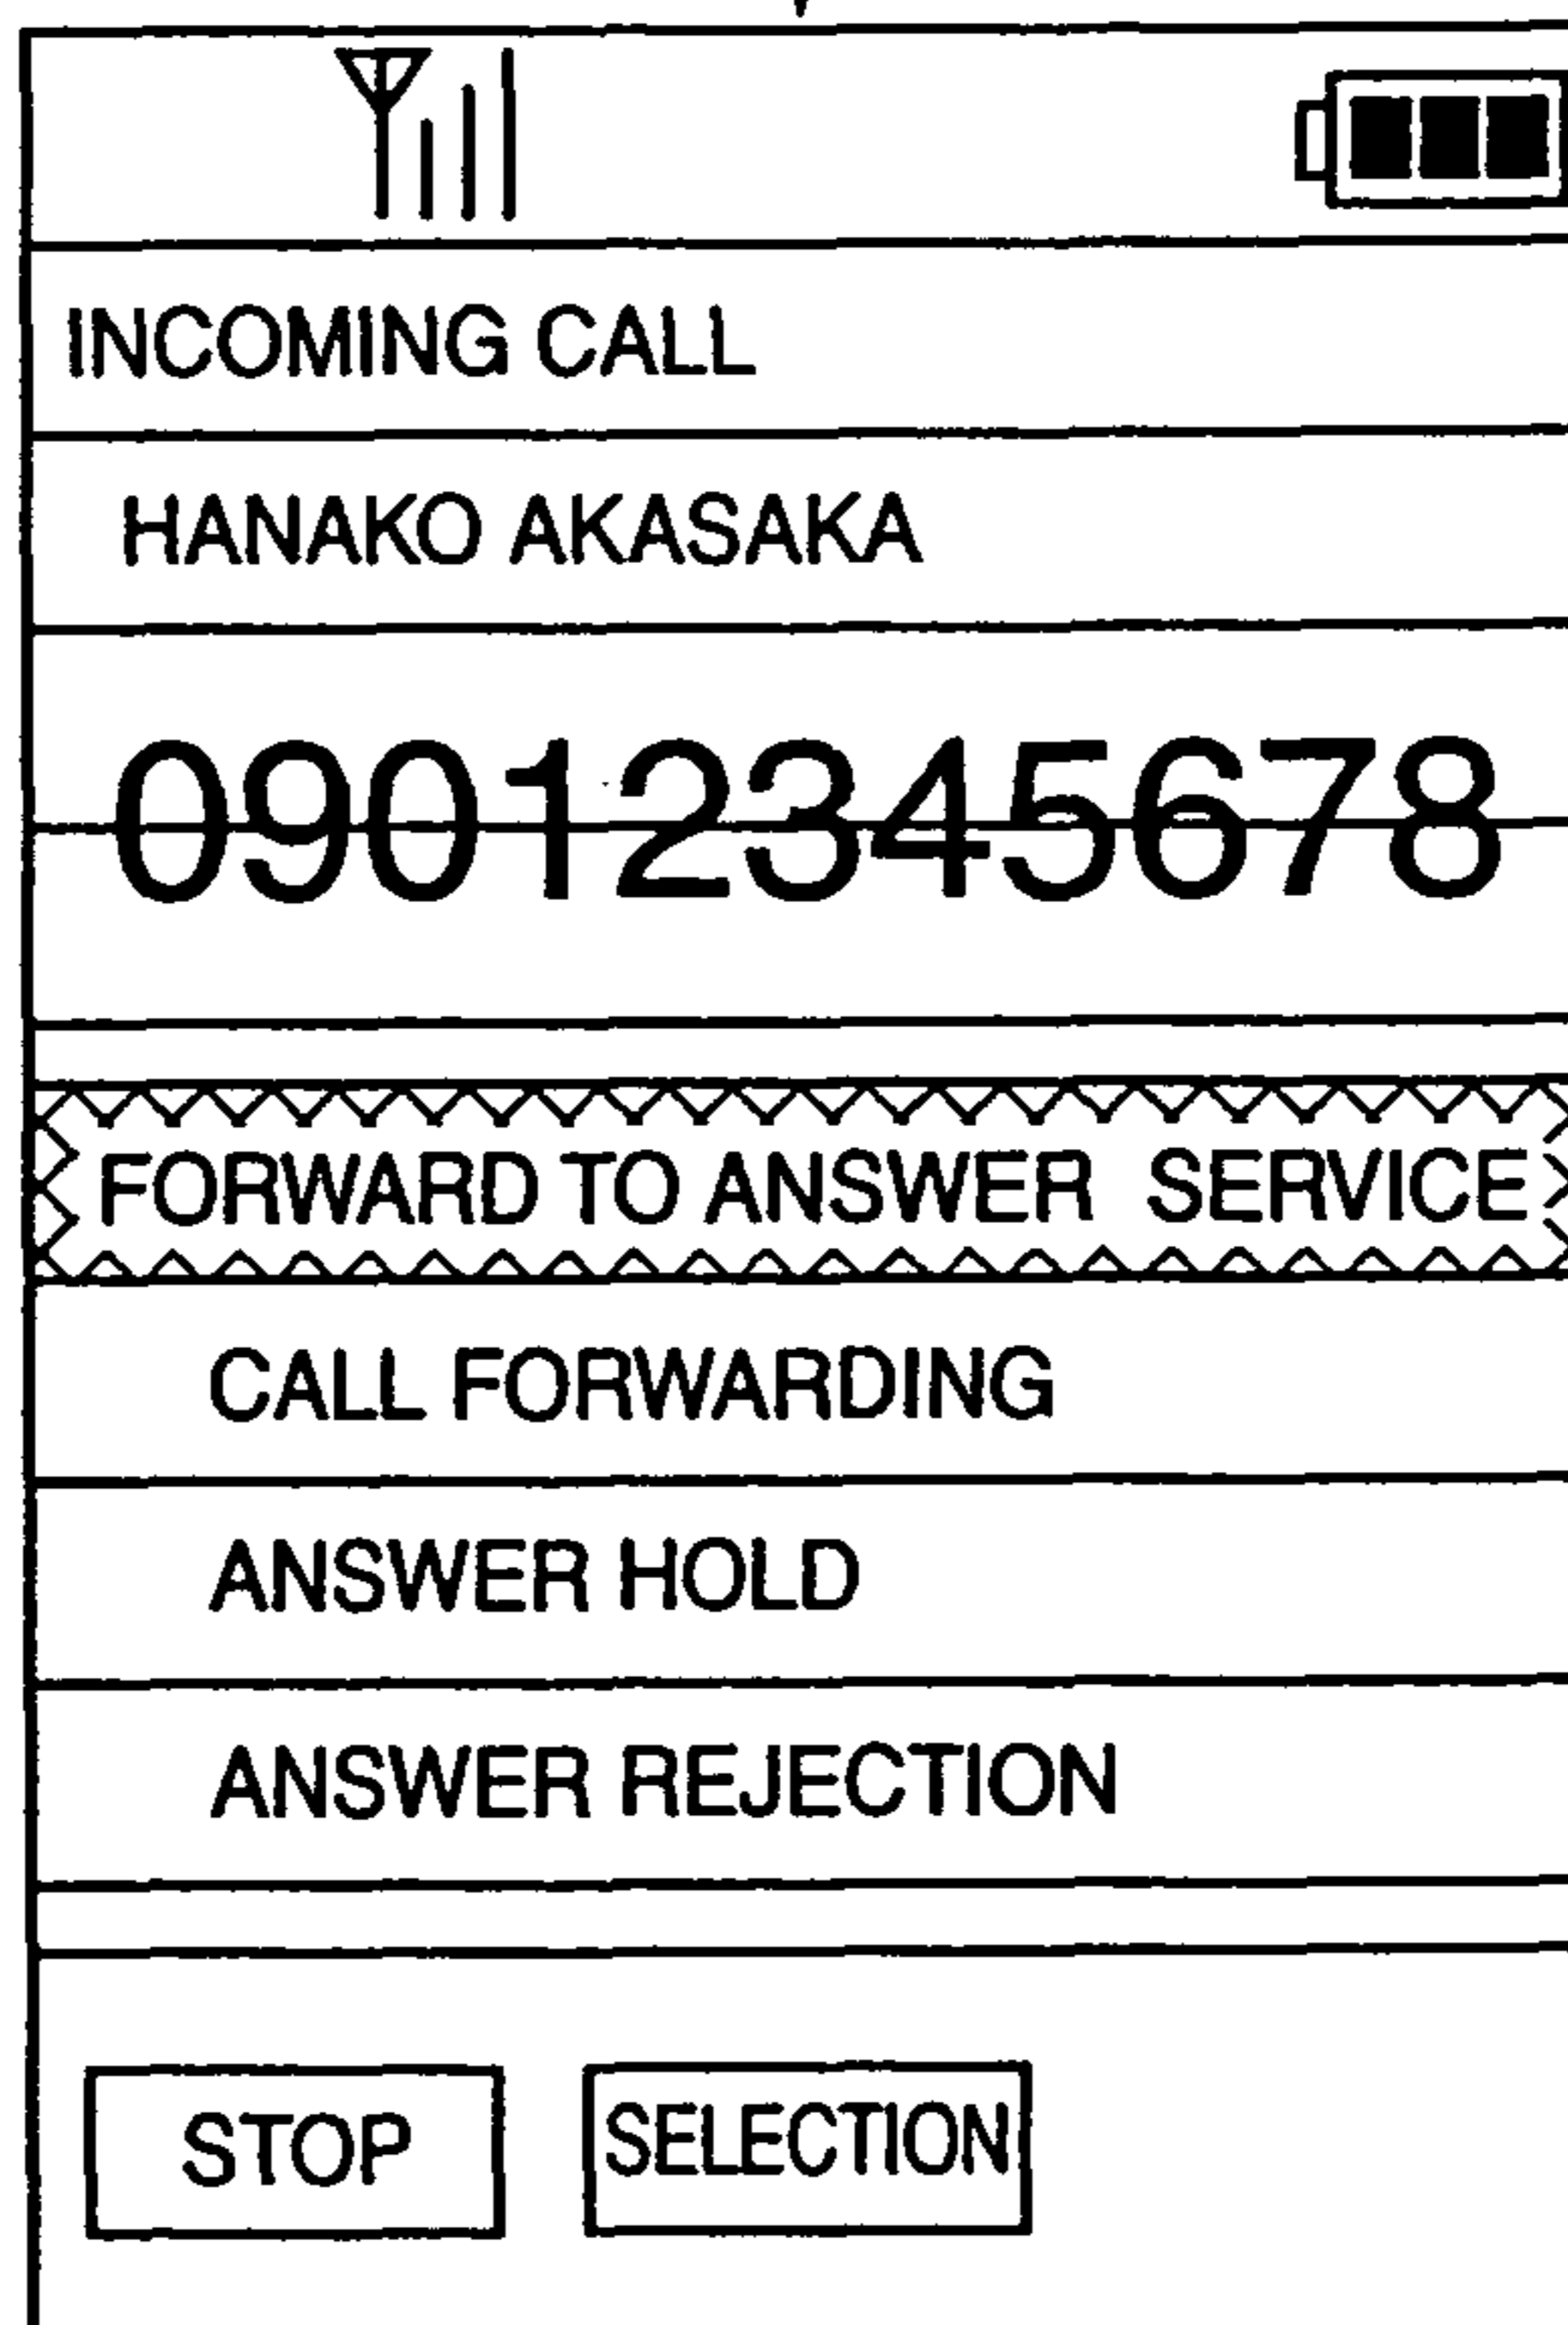 INCOMING CALL
HANAKO AKASAKA
09012345678
FORWARD TO ANSWER SERVICE
CALL FORWARDING
ANSWER HOLD
ANSWER REJECTION
STOP SELECTION